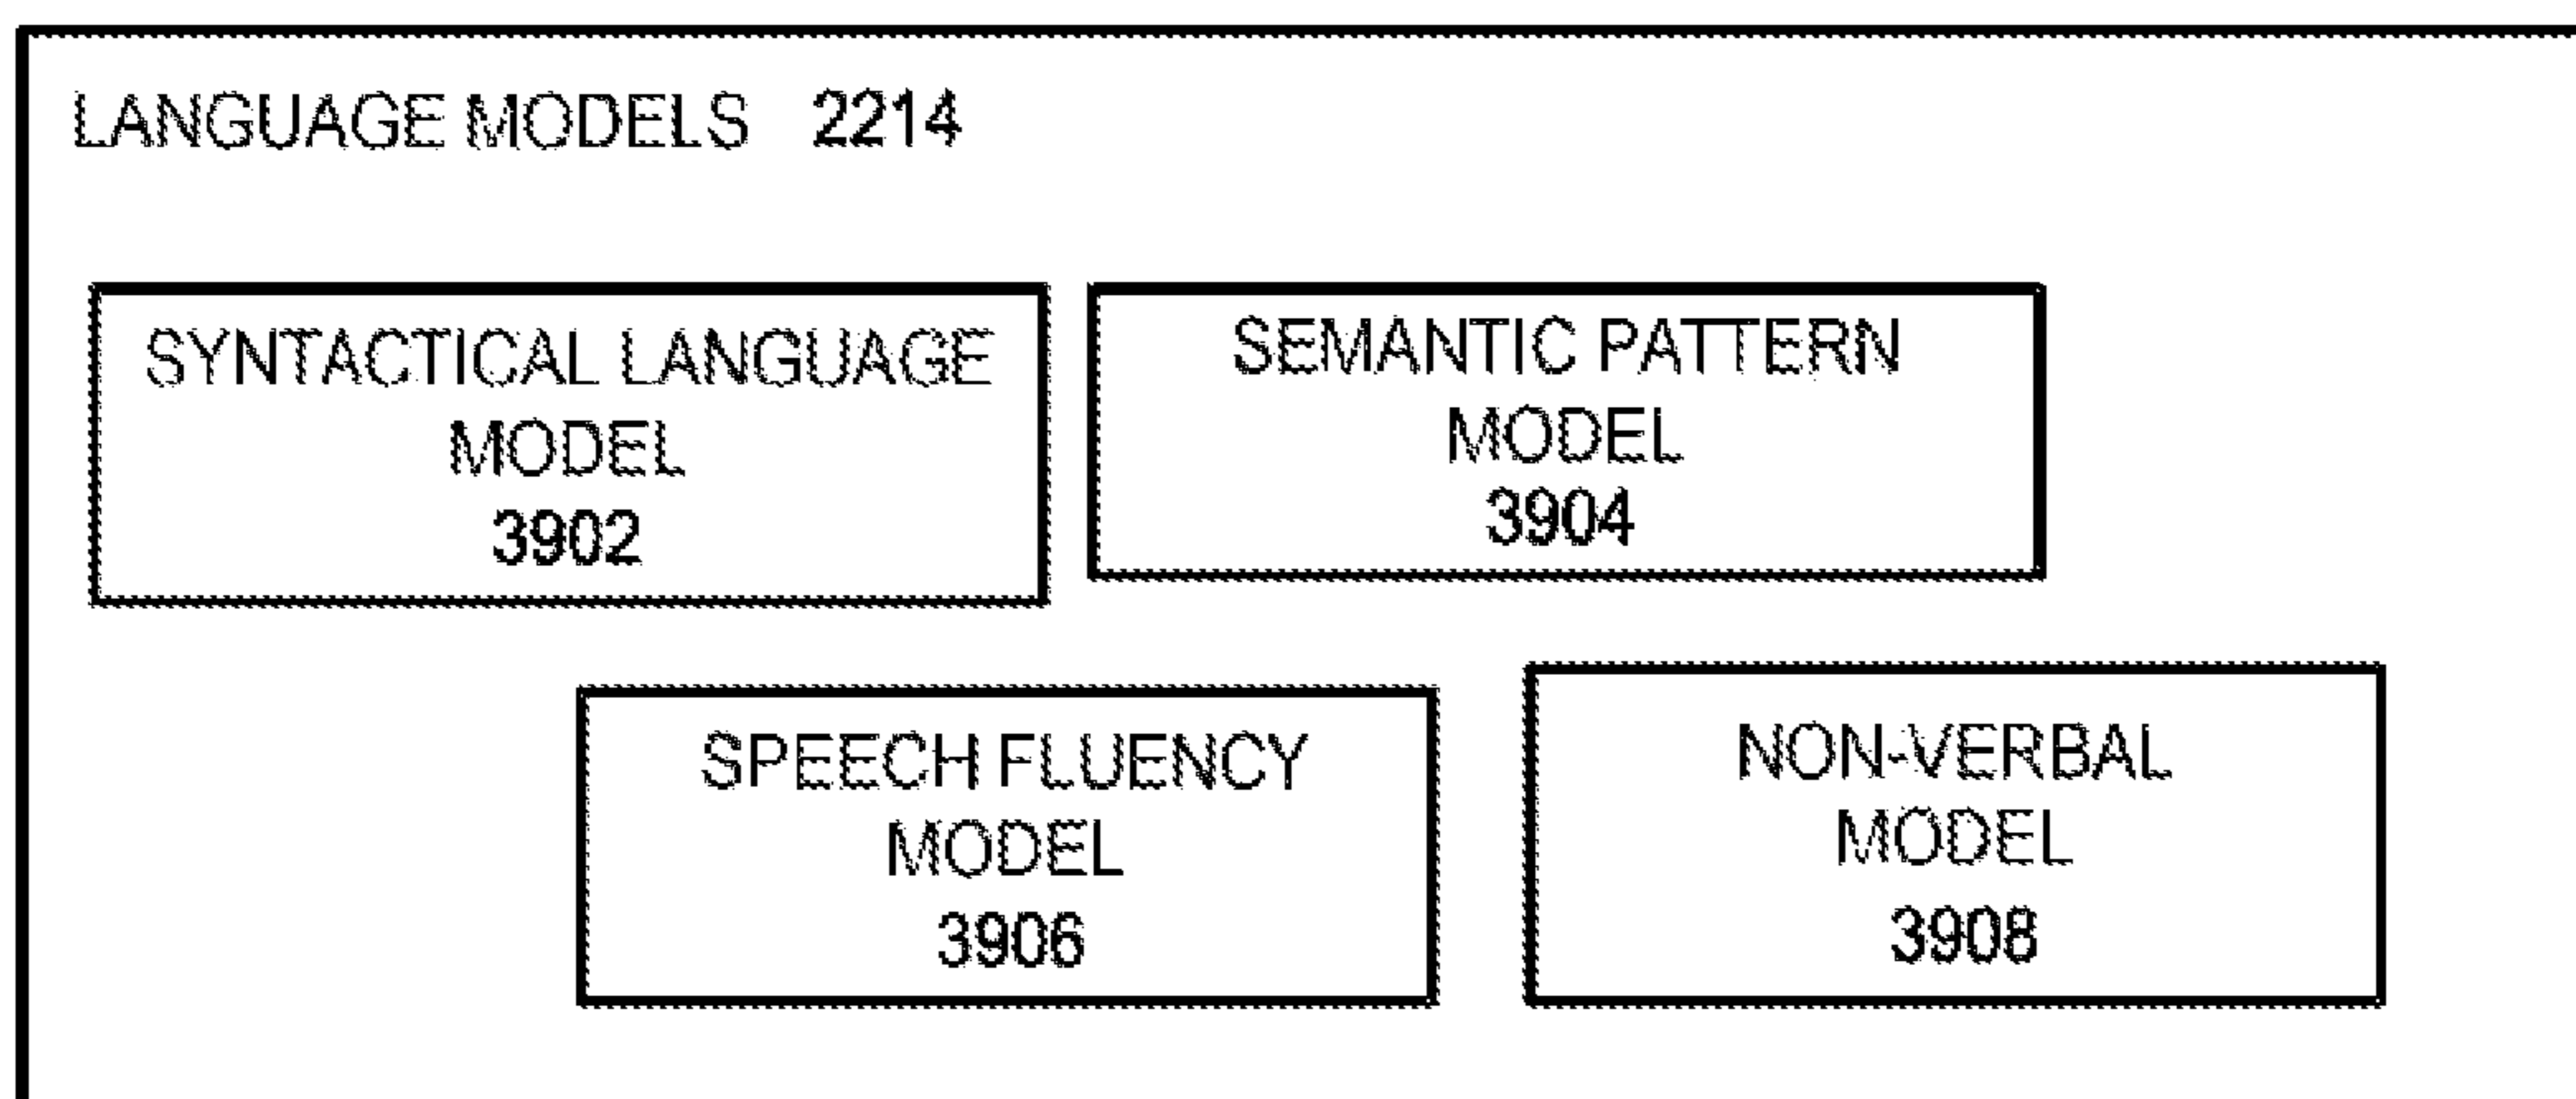 LANGUAGE MODELS 2214
SYNTACTICAL LANGUAGE
MODEL
3902
SEMANTIC PATTERN
MODEL
3904
SPEECH FLUENCY
MODEL
3906
NON-VERBAL
MODEL
3908